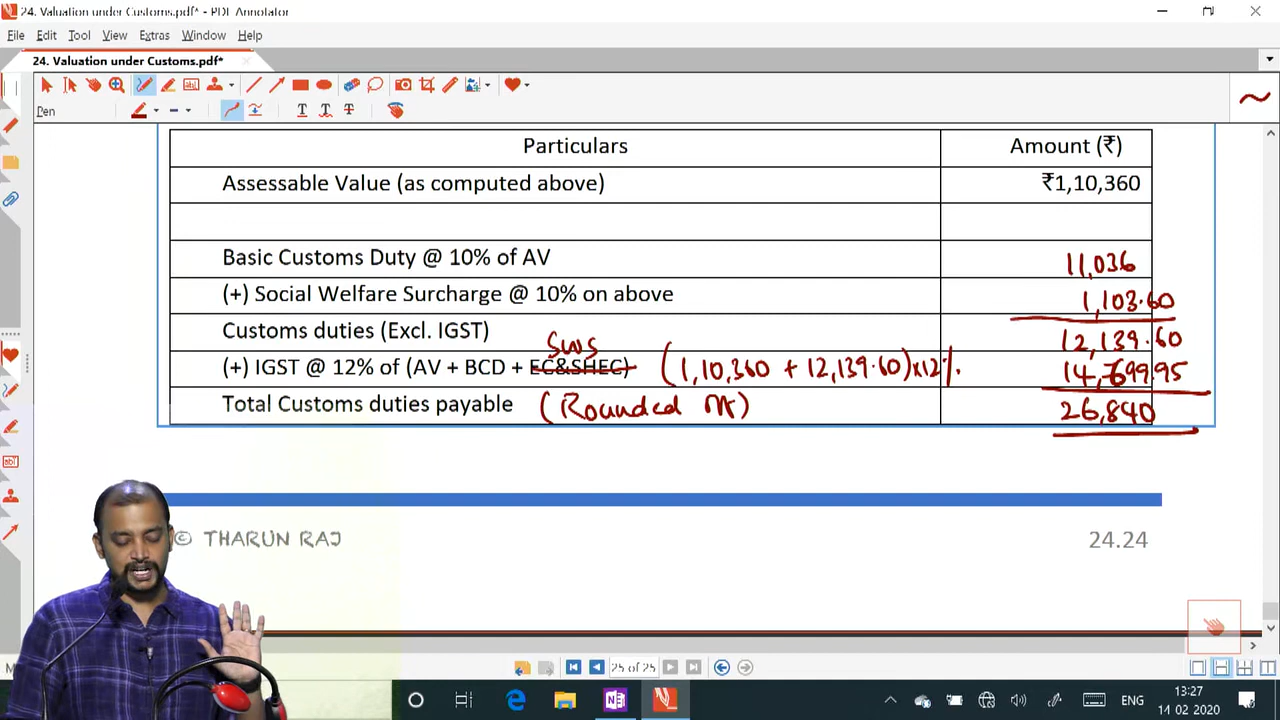 24. Valuation under Customs.pdf* - PDF Annotator
File Edit Tool View Extras Window Help
24. Valuation under Customs.pdf*
Pen
Particulars Amount (₹)
Assessable Value (as computed above) ₹1,10,360
Basic Customs Duty @ 10% of AV 11,036
(+) Social Welfare Surcharge @ 10% on above 1,103.60
Customs duties (Excl. IGST) 12,139.60
SWS
(+) IGST @ 12% of (AV + BCD + EC&SHEC) (1,10,360 + 12,139.60)x12% 14,699.95
Total Customs duties payable (Rounded off) 26,840
© THARUN RAJ 24.24
25 of 25
ENG 13:27
14-02-2020